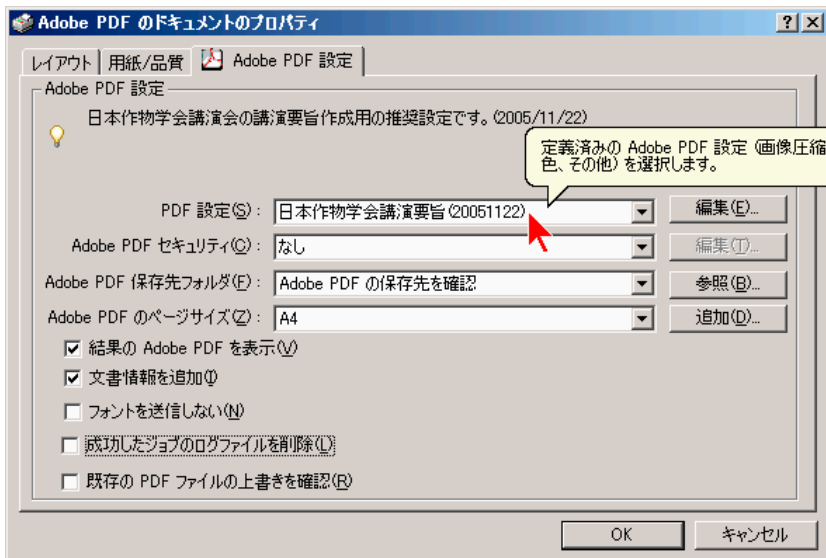 Adobe PDF のドキュメントのプロパティ
レイアウト 用紙/品質 Adobe PDF 設定
Adobe PDF 設定
日本作物学会講演会の講演要旨作成用の推奨設定です。(2005/11/22)
定義済みの Adobe PDF 設定 (画像圧縮
色、その他) を選択します。
PDF 設定(S): 日本作物学会講演要旨(20051122) 編集(E)...
Adobe PDF セキュリティ(C): なし 編集(T)...
Adobe PDF 保存先フォルダ(F): Adobe PDF の保存先を確認 参照(B)...
Adobe PDF のページサイズ(Z): A4 追加(D)...
結果の Adobe PDF を表示(V)
文書情報を追加(I)
フォントを送信しない(N)
成功したジョブのログファイルを削除(L)
既存の PDF ファイルの上書きを確認(R)
OK キャンセル